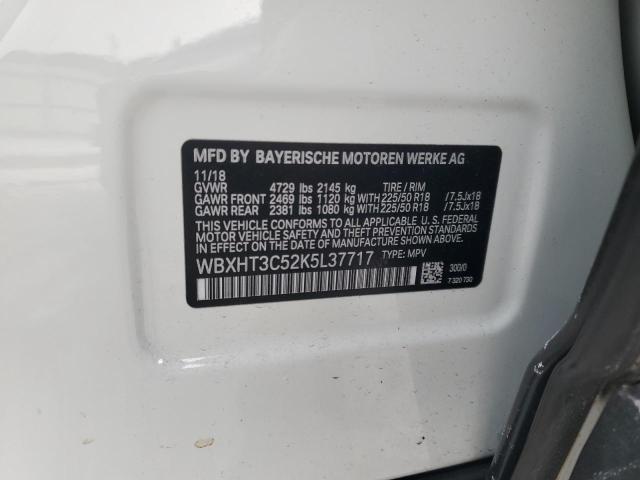 MFD BY BAYERISCHE MOTOREN WERKE AG
11/18
GVWR 4729 lbs 2145 kg TIRE / RIM
GAWR FRONT 2469 lbs 1120 kg WITH 225/50 R18 /7.5Jx18
GAWR REAR 2381 lbs 1080 kg WITH 225/50 R18 /7.5Jx18
THIS VEHICLE CONFORMS TO ALL APPLICABLE U.S. FEDERAL
MOTOR VEHICLE SAFETY, BUMPER, AND THEFT PREVENTION
STANDARDS IN EFFECT ON THE DATE OF MANUFACTURE SHOWN ABOVE.
WBXHT3C52K5L37717 TYPE: MPV
300/0
7 320 730